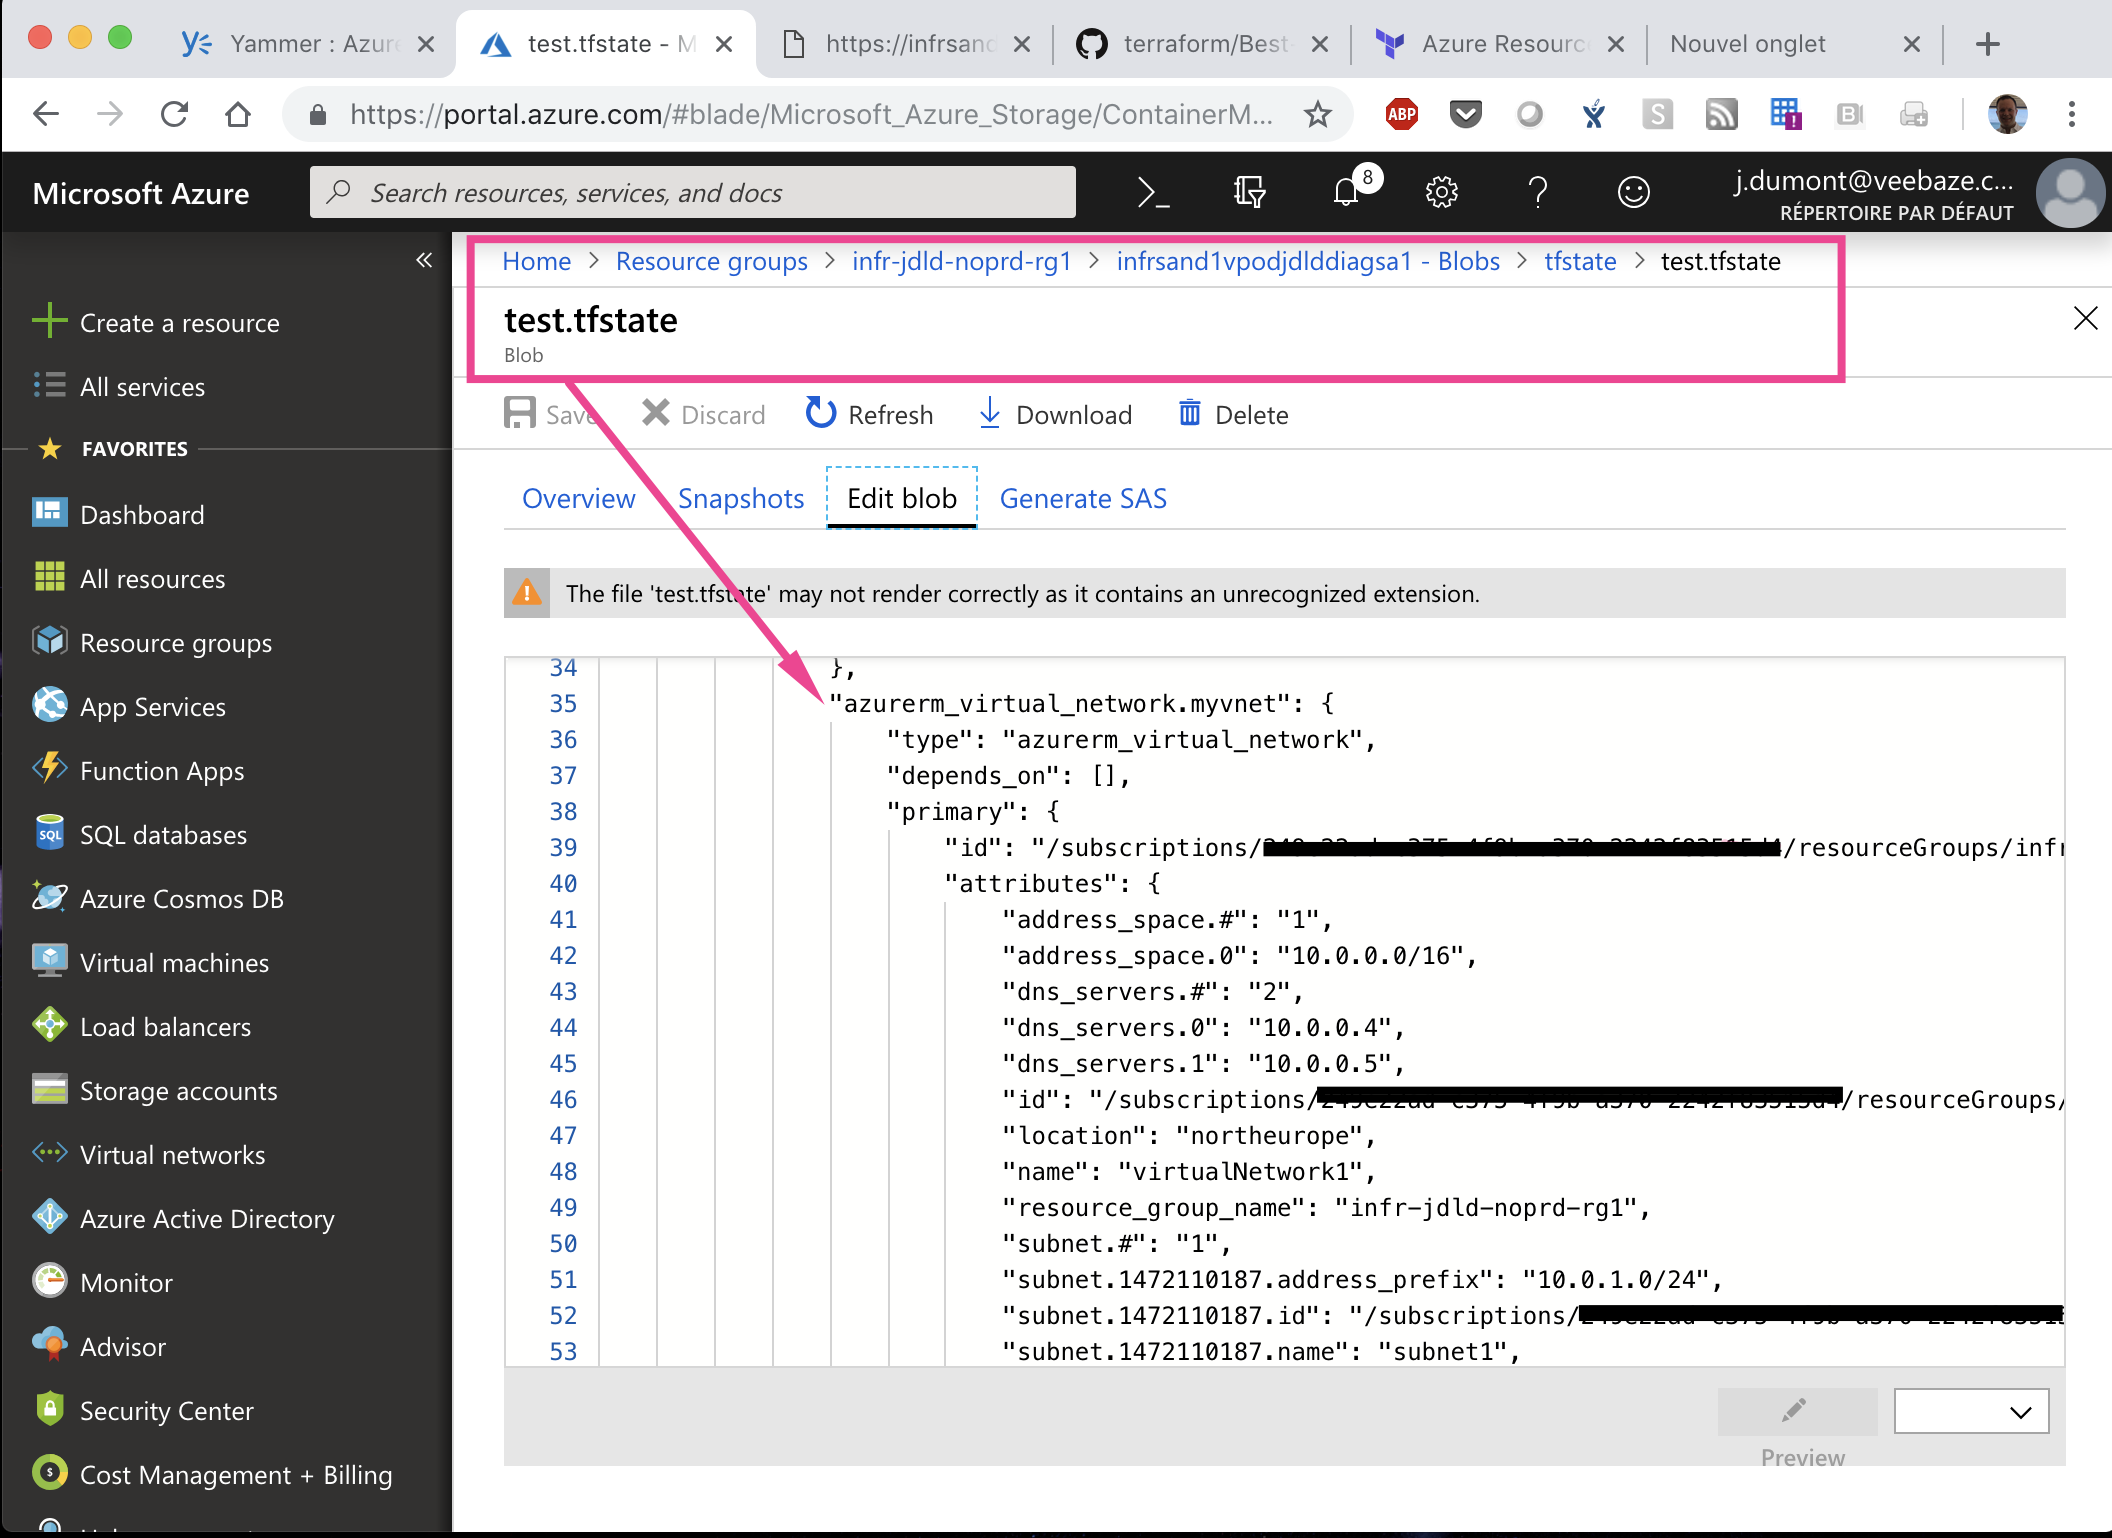 Yammer : Azure
test.tfstate - M
https://infrsand
terraform/Best-
Azure Resource
Nouvel onglet
https://portal.azure.com/#blade/Microsoft_Azure_Storage/ContainerM...
ABP
S
B
Microsoft Azure
Search resources, services, and docs
8
j.dumont@veebaze.c...
RÉPERTOIRE PAR DÉFAUT
Home > Resource groups > infr-jdld-noprd-rg1 > infrsand1vpodjdlddiagsa1 - Blobs > tfstate > test.tfstate
test.tfstate
Blob
Save
Discard
Refresh
Download
Delete
Overview
Snapshots
Edit blob
Generate SAS
The file 'test.tfstate' may not render correctly as it contains an unrecognized extension.
Create a resource
All services
FAVORITES
Dashboard
All resources
Resource groups
App Services
Function Apps
SQL databases
Azure Cosmos DB
Virtual machines
Load balancers
Storage accounts
Virtual networks
Azure Active Directory
Monitor
Advisor
Security Center
Cost Management + Billing
34 },
35 "azurerm_virtual_network.myvnet": {
36 "type": "azurerm_virtual_network",
37 "depends_on": [],
38 "primary": {
39 "id": "/subscriptions/ /resourceGroups/infr
40 "attributes": {
41 "address_space.#": "1",
42 "address_space.0": "10.0.0.0/16",
43 "dns_servers.#": "2",
44 "dns_servers.0": "10.0.0.4",
45 "dns_servers.1": "10.0.0.5",
46 "id": "/subscriptions/ /resourceGroups/
47 "location": "northeurope",
48 "name": "virtualNetwork1",
49 "resource_group_name": "infr-jdld-noprd-rg1",
50 "subnet.#": "1",
51 "subnet.1472110187.address_prefix": "10.0.1.0/24",
52 "subnet.1472110187.id": "/subscriptions/
53 "subnet.1472110187.name": "subnet1",
Preview